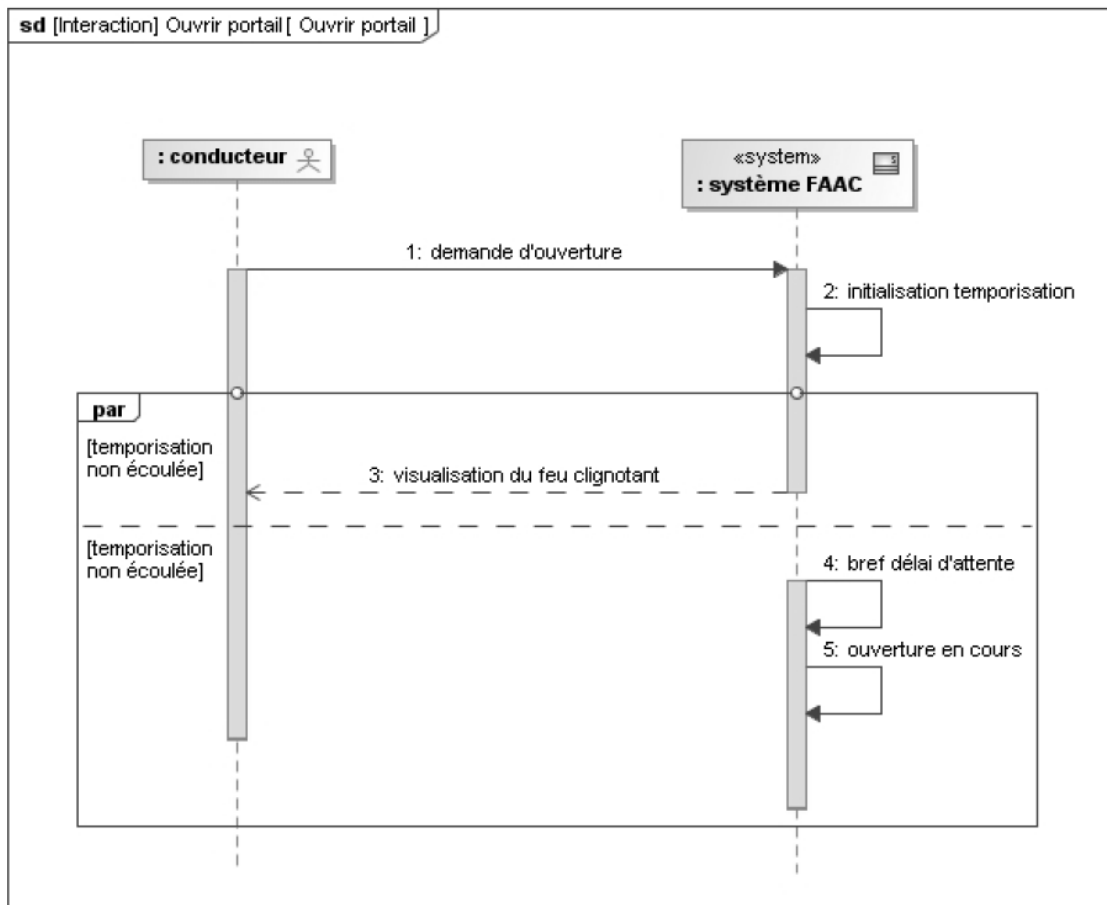 sd [Interaction] Ouvrir portail [ Ouvrir portail ]
: conducteur
«system»
: système FAAC
1: demande d'ouverture
2: initialisation temporisation
par
[temporisation
non écoulée]
3: visualisation du feu clignotant
[temporisation
non écoulée]
4: bref délai d'attente
5: ouverture en cours